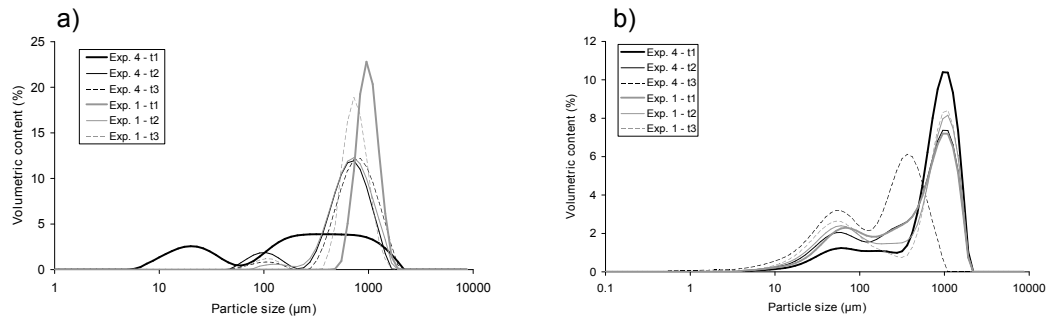 a)
25
20
15
10
5
0
Volumetric content (%)
Exp. 4 - t1
Exp. 4 - t2
Exp. 4 - t3
Exp. 1 - t1
Exp. 1 - t2
Exp. 1 - t3
1 10 100 1000 10000
Particle size (µm)
b)
12
10
8
6
4
2
0
Volumetric content (%)
Exp. 4 - t1
Exp. 4 - t2
Exp. 4 - t3
Exp. 1 - t1
Exp. 1 - t2
Exp. 1 - t3
0.1 1 10 100 1000 10000
Particle size (µm)